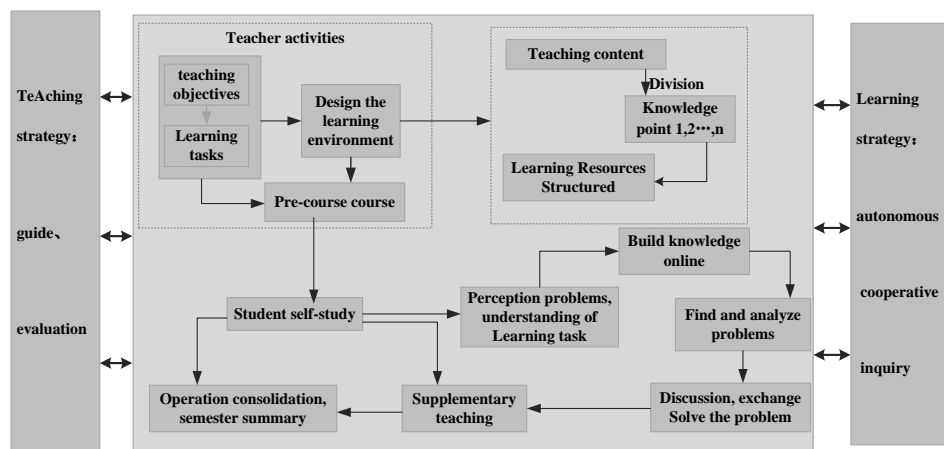 TeAching
strategy：
guide、
evaluation
Teacher activities
teaching
objectives
Learning
tasks
Design the
learning
environment
Pre-course course
Teaching content
Division
Knowledge
point 1,2···,n
Learning Resources
Structured
Build knowledge
online
Student self-study
Perception problems,
understanding of
Learning task
Find and analyze
problems
Operation consolidation,
semester summary
Supplementary
teaching
Discussion, exchange
Solve the problem
Learning
strategy：
autonomous
cooperative
inquiry